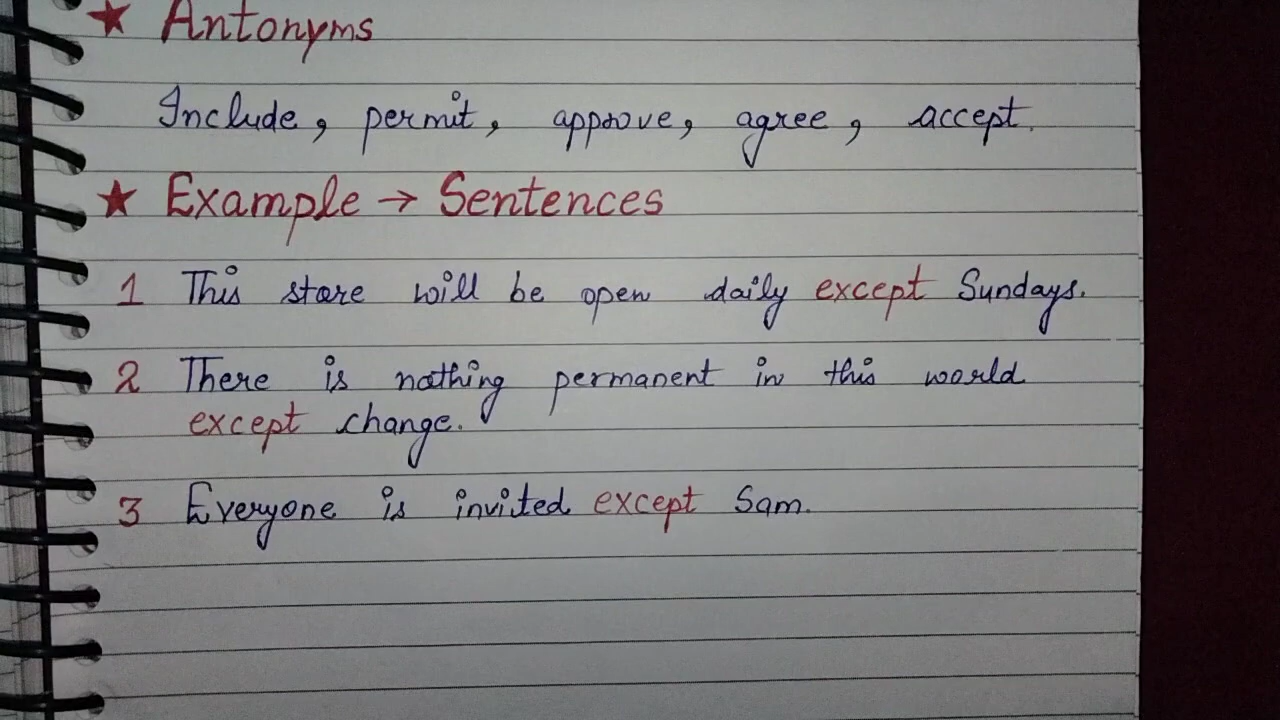 ★ Antonyms
Include, permit, approve, agree, accept.
★ Example → Sentences
1 This store will be open daily except Sundays.
2 There is nothing permanent in this world
except change.
3 Everyone is invited except Sam.